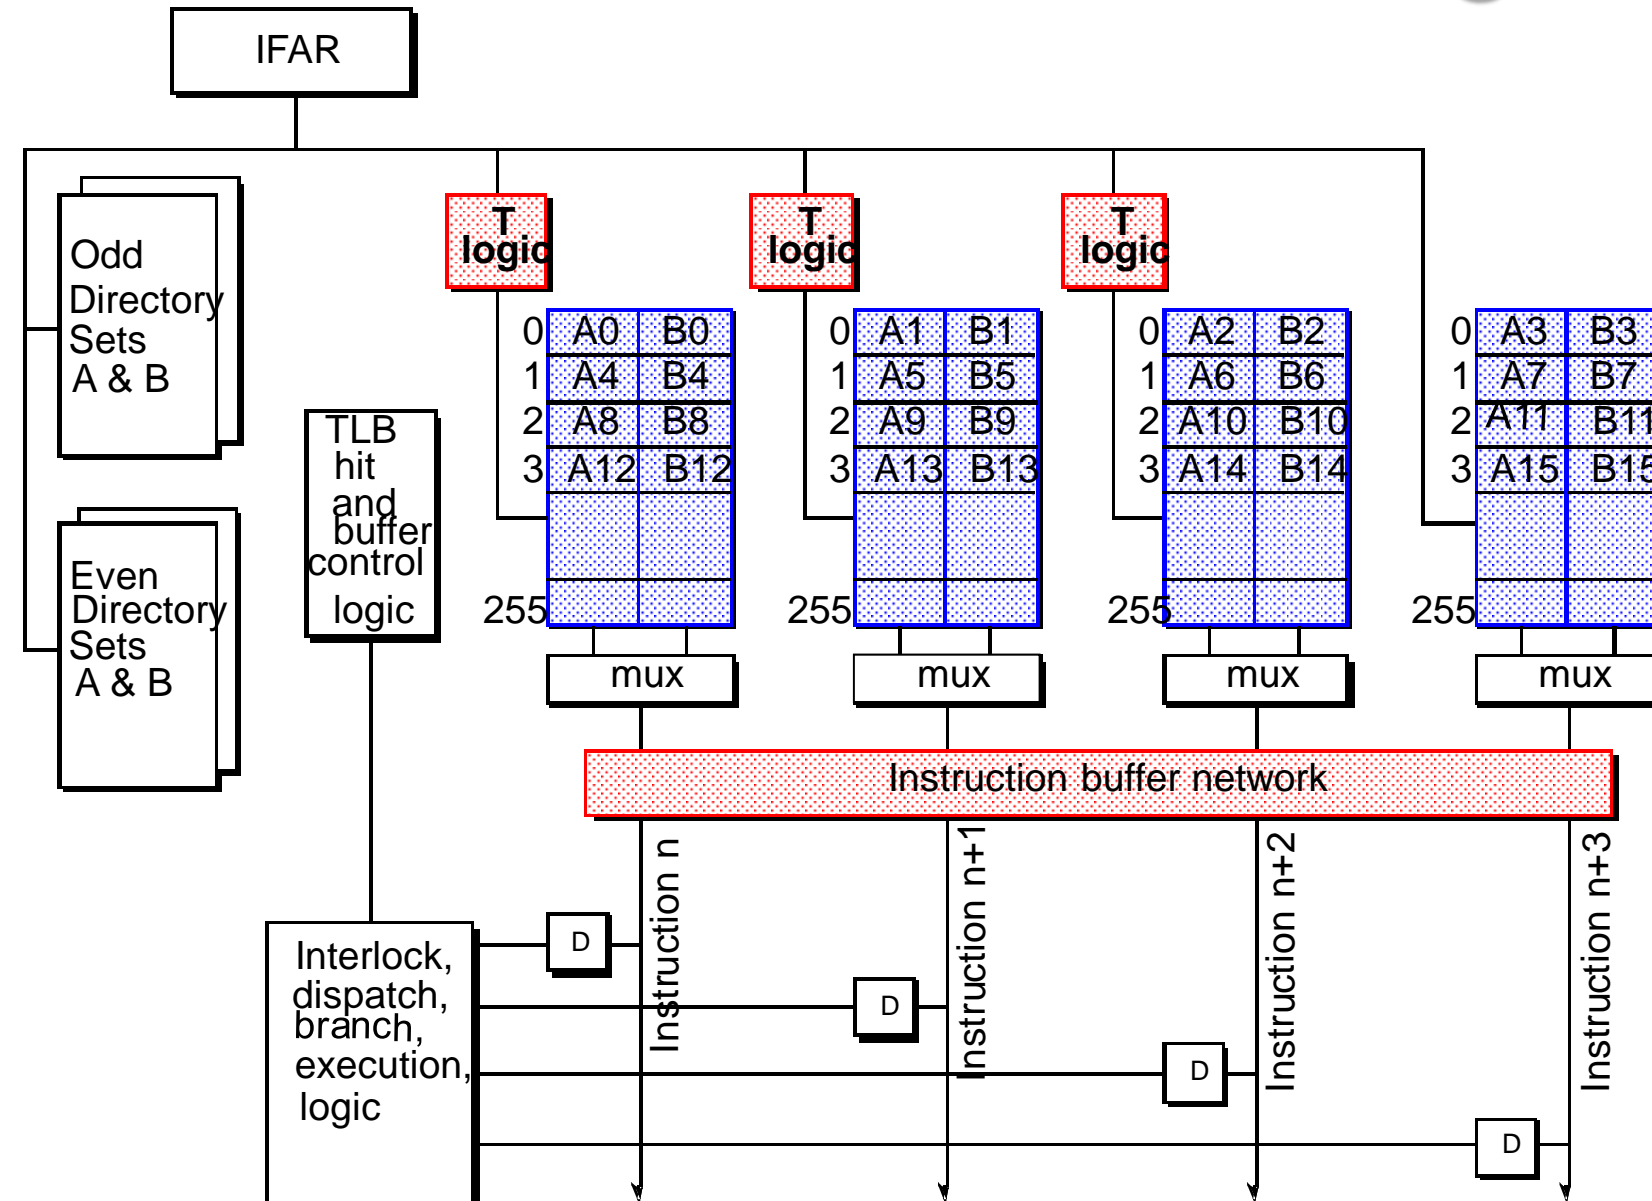 IFAR
Odd
Directory
Sets
A & B
Even
Directory
Sets
A & B
TLB
hit
and
buffer
control
logic
T
logic
T
logic
T
logic
0 A0 B0
1 A4 B4
2 A8 B8
3 A12 B12
255
0 A1 B1
1 A5 B5
2 A9 B9
3 A13 B13
255
0 A2 B2
1 A6 B6
2 A10 B10
3 A14 B14
255
0 A3 B3
1 A7 B7
2 A11 B11
3 A15 B15
255
mux
mux
mux
mux
Instruction buffer network
Instruction n
Instruction n+1
Instruction n+2
Instruction n+3
Interlock,
dispatch,
branch,
execution,
logic
D
D
D
D